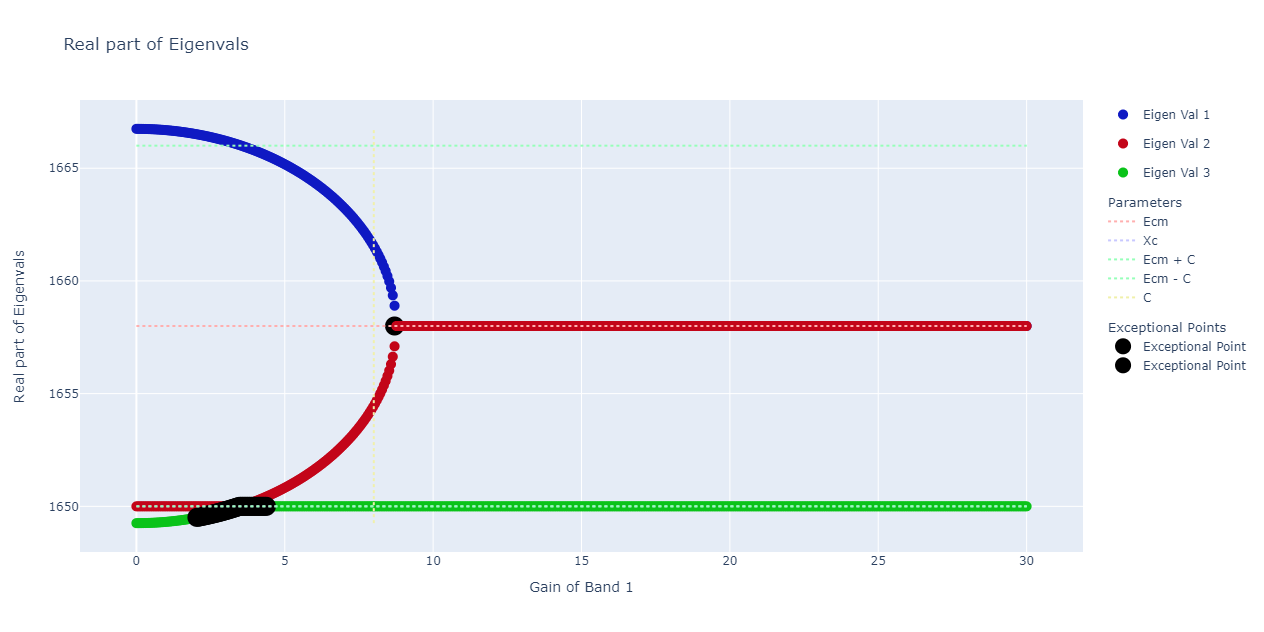 Real part of Eigenvals
Real part of Eigenvals
1665
1660
1655
1650
0 5 10 15 20 25 30
Gain of Band 1
Eigen Val 1
Eigen Val 2
Eigen Val 3
Parameters
Ecm
Xc
Ecm + C
Ecm - C
C
Exceptional Points
Exceptional Point
Exceptional Point